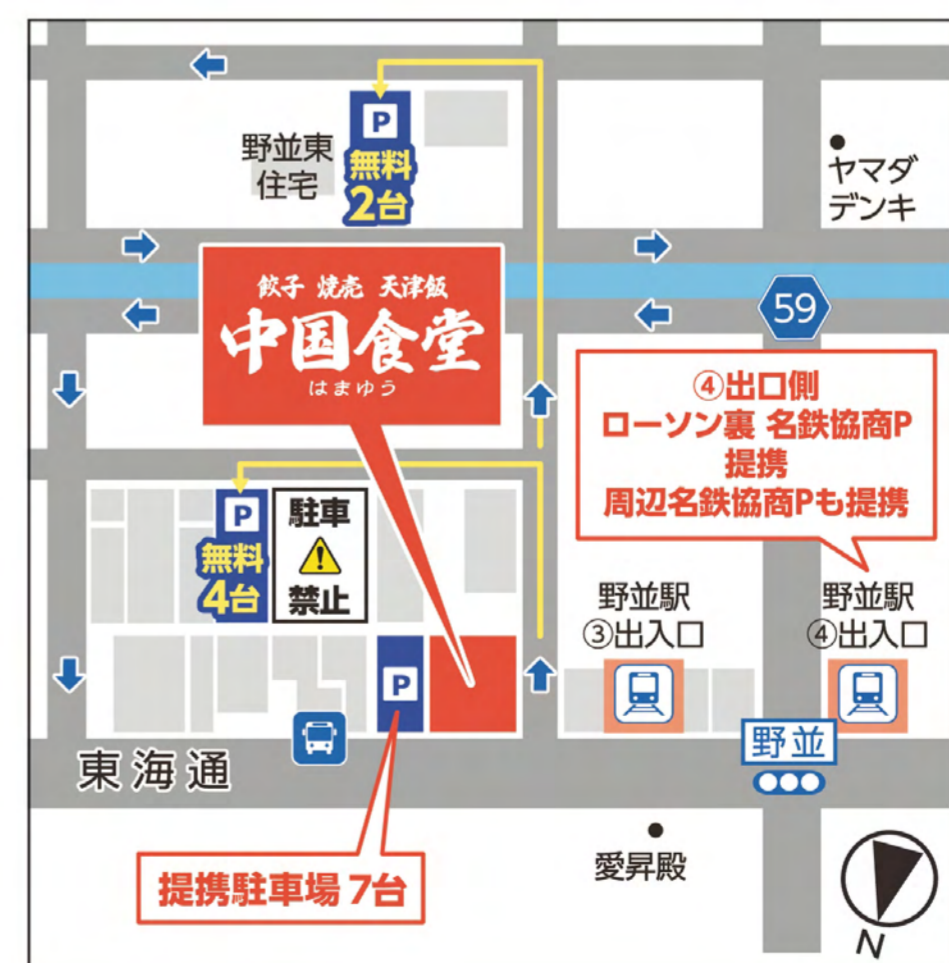 野並東
住宅
P
無料
2台
ヤマダ
デンキ
餃子 焼売 天津飯
中国食堂
はまゆう
59
④出口側
ローソン裏 名鉄協商P
提携
周辺名鉄協商Pも提携
P
無料
4台
駐車
禁止
野並駅
③出入口
野並駅
④出入口
P
野並
東海通
愛昇殿
提携駐車場 7台
N